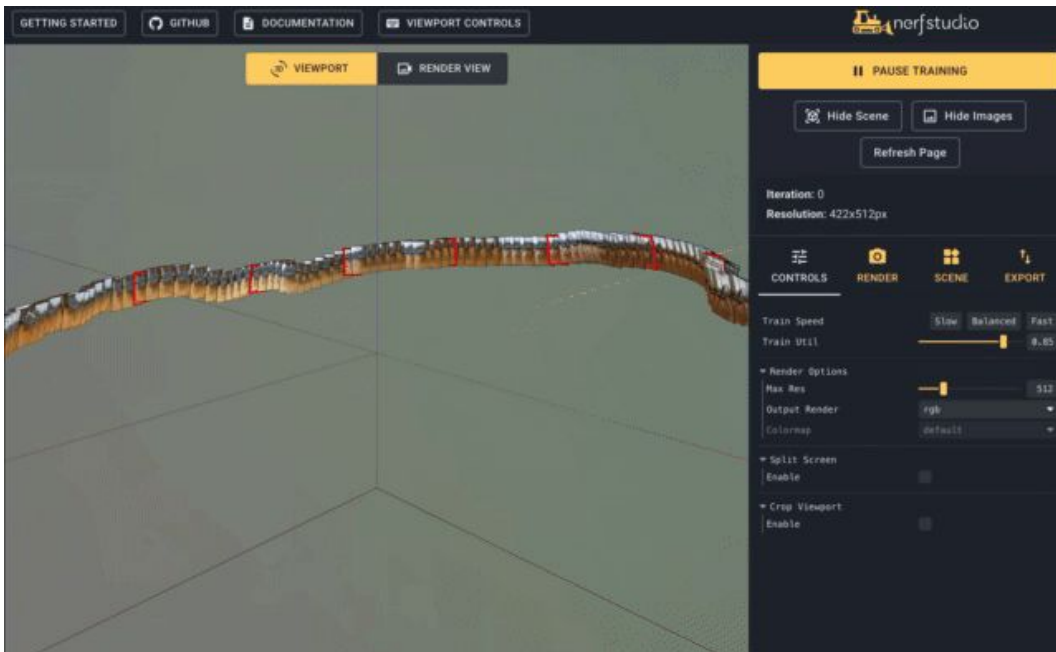 GETTING STARTED GITHUB DOCUMENTATION VIEWPORT CONTROLS
nerfstudio
VIEWPORT RENDER VIEW
PAUSE TRAINING
Hide Scene Hide Images
Refresh Page
Iteration: 0
Resolution: 422x512px
CONTROLS RENDER SCENE EXPORT
Train Speed Slow Balanced Fast
Train Util 0.85
Render Options
Max Res 512
Output Render rgb
Colormap default
Split Screen
Enable
Crop Viewport
Enable